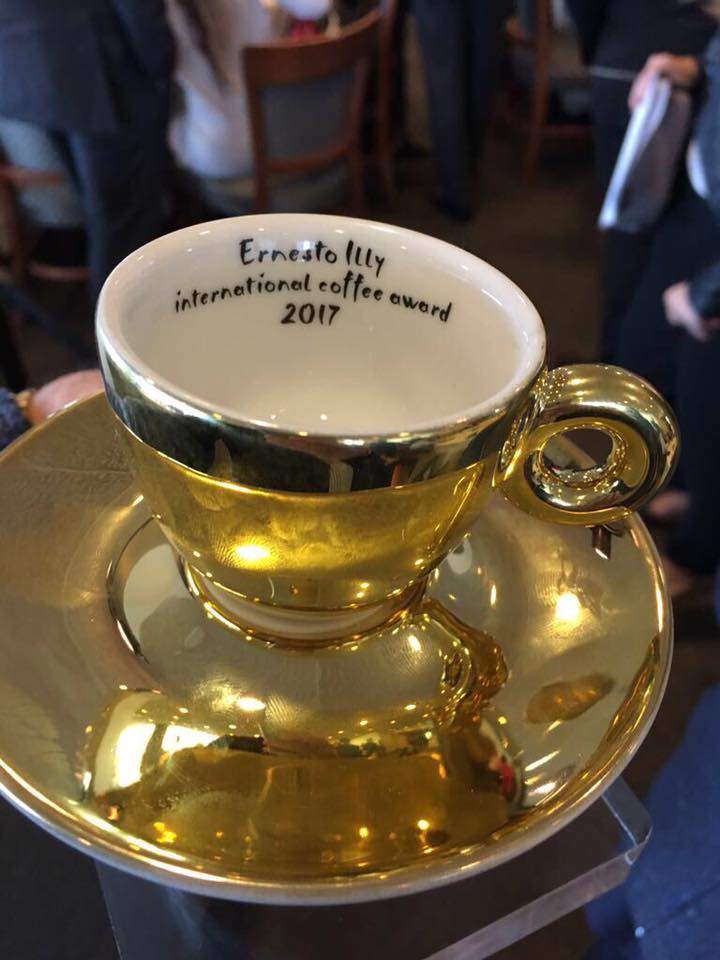 Ernesto Illy
international coffee award
2017